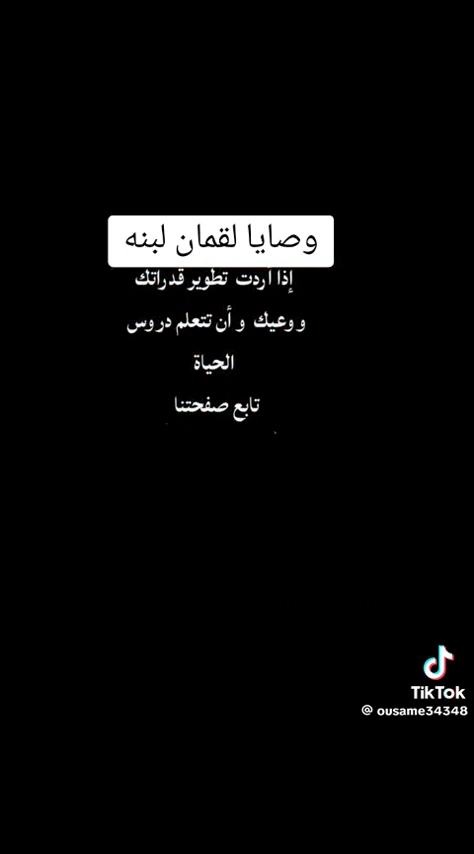 وصايا لقمان لبنه
إذا أردت تطوير قدراتك
ووعيك و أن تتعلم دروس
الحياة
تابع صفحتنا
TikTok
@ ousame34348